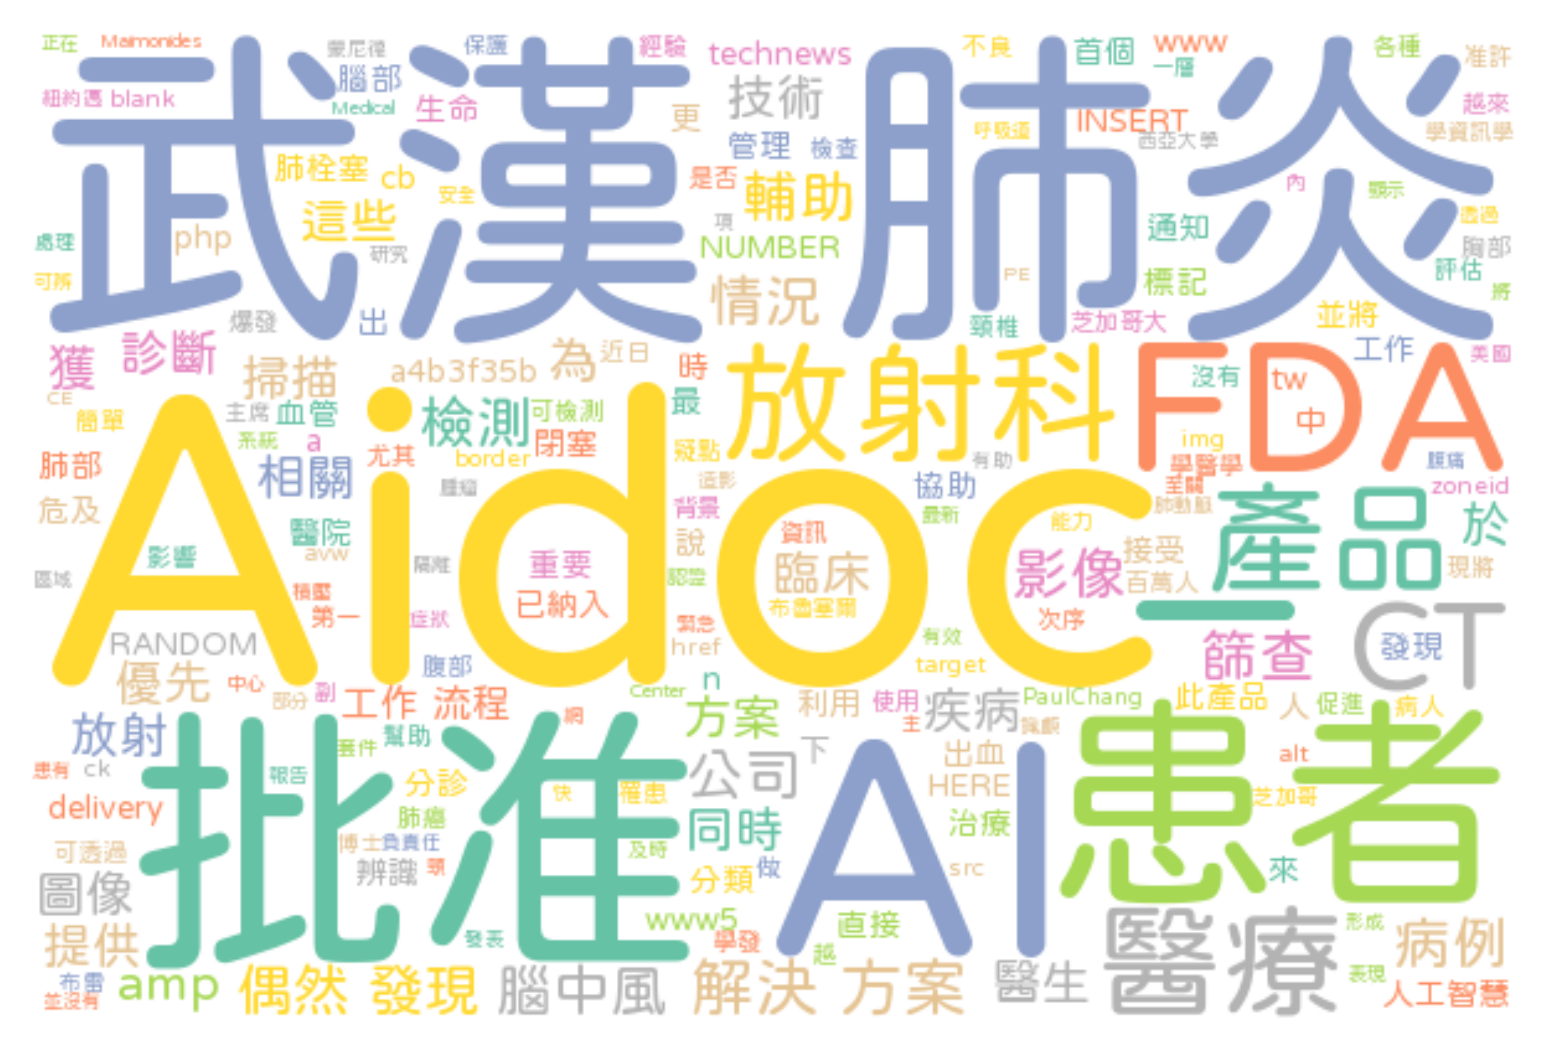 正在 Maimonides 蒙尼德 保護 經驗 technews 不良 首個 www 各種 准許
武漢肺炎
腦部 技術 一層
紐約邁 blank Medical 生命 更 INSERT 越來
呼吸道 西亞大學 學資訊學
管理 檢查
肺栓塞 cb 安全 是否 輔助 內 顯示
這些 項 通知 透過
處理 php 研究 NUMBER 胸部
可辨 情況 PE 標記 評估 將
爆發 出 頸椎 芝加哥大 並將
獲 診斷 為 近日 放射科 FDA 工作 美國
掃描 a4b3f35b 時 沒有 tw
CE 簡單 主席 血管 檢測 可檢測 最 中
系統 a 閉塞 疑點 img
肺部 相關 尤其 border 有助 學醫學 腹痛
Aidoc
腫瘤 造影 協助 至關 zoneid
危及 背景 最新 肺動脈 產品 於
醫院 資訊 能力
影響 avw 說 接受
區域 隔離 重要 認證 臨床 影像 百萬人 現將
積壓 已納入 布魯塞爾 一 CT
第一 症狀 緊急 次序
RANDOM href 有效 篩查 發現
優先 中心 腹部 n target
部分 副 工作 流程 Center 利用 使用 疾病 PaulChang 此產品 人 促進 病人
放射 批准 網 方案 主 患者
套件 幫助 下 AI
患有 ck 報告 分診 公司 出血 alt
delivery 快 罹患 HERE 芝加哥
肺癌 同時 治療
可透過 博士 負責任 及時
辨識 頸 分類 做 src 來
圖像 www5 直接 醫療 形成
提供 發表 學發 越 病例
布雷 amp 偶然 發現 腦中風 解決 方案 醫生 表現
並沒有 人工智慧